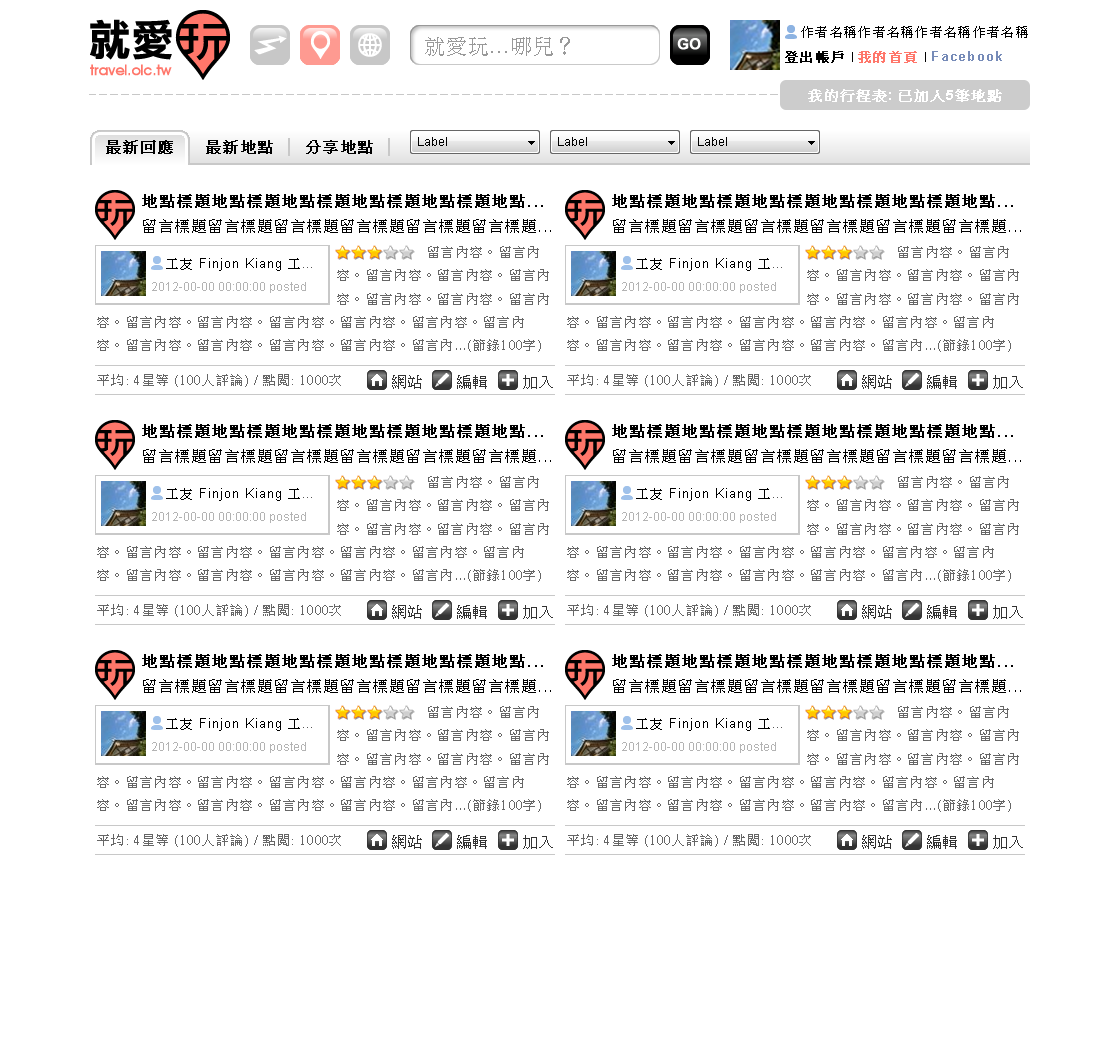 就愛玩
travel.olc.tw
就愛玩...哪兒？
GO
作者名稱作者名稱作者名稱作者名稱
登出帳戶 | 我的首頁 | Facebook
我的行程表: 已加入5筆地點
最新回應 最新地點 | 分享地點 |
Label Label Label
玩 地點標題地點標題地點標題地點標題地點標題地點...
留言標題留言標題留言標題留言標題留言標題留言標題...
工友 Finjon Kiang 工...
2012-00-00 00:00:00 posted
留言內容。留言內
容。留言內容。留言內容。留言內
容。留言內容。留言內容。留言內
容。留言內容。留言內容。留言內容。留言內容。留言內容。留言內
容。留言內容。留言內容。留言內容。留言內容。留言內...(節錄100字)
平均: 4星等 (100人評論) / 點閱: 1000次 網站 編輯 加入
玩 地點標題地點標題地點標題地點標題地點標題地點...
留言標題留言標題留言標題留言標題留言標題留言標題...
工友 Finjon Kiang 工...
2012-00-00 00:00:00 posted
留言內容。留言內
容。留言內容。留言內容。留言內
容。留言內容。留言內容。留言內
容。留言內容。留言內容。留言內容。留言內容。留言內容。留言內
容。留言內容。留言內容。留言內容。留言內容。留言內...(節錄100字)
平均: 4星等 (100人評論) / 點閱: 1000次 網站 編輯 加入
玩 地點標題地點標題地點標題地點標題地點標題地點...
留言標題留言標題留言標題留言標題留言標題留言標題...
工友 Finjon Kiang 工...
2012-00-00 00:00:00 posted
留言內容。留言內
容。留言內容。留言內容。留言內
容。留言內容。留言內容。留言內
容。留言內容。留言內容。留言內容。留言內容。留言內容。留言內
容。留言內容。留言內容。留言內容。留言內容。留言內...(節錄100字)
平均: 4星等 (100人評論) / 點閱: 1000次 網站 編輯 加入
玩 地點標題地點標題地點標題地點標題地點標題地點...
留言標題留言標題留言標題留言標題留言標題留言標題...
工友 Finjon Kiang 工...
2012-00-00 00:00:00 posted
留言內容。留言內
容。留言內容。留言內容。留言內
容。留言內容。留言內容。留言內
容。留言內容。留言內容。留言內容。留言內容。留言內容。留言內
容。留言內容。留言內容。留言內容。留言內容。留言內...(節錄100字)
平均: 4星等 (100人評論) / 點閱: 1000次 網站 編輯 加入
玩 地點標題地點標題地點標題地點標題地點標題地點...
留言標題留言標題留言標題留言標題留言標題留言標題...
工友 Finjon Kiang 工...
2012-00-00 00:00:00 posted
留言內容。留言內
容。留言內容。留言內容。留言內
容。留言內容。留言內容。留言內
容。留言內容。留言內容。留言內容。留言內容。留言內容。留言內
容。留言內容。留言內容。留言內容。留言內容。留言內...(節錄100字)
平均: 4星等 (100人評論) / 點閱: 1000次 網站 編輯 加入
玩 地點標題地點標題地點標題地點標題地點標題地點...
留言標題留言標題留言標題留言標題留言標題留言標題...
工友 Finjon Kiang 工...
2012-00-00 00:00:00 posted
留言內容。留言內
容。留言內容。留言內容。留言內
容。留言內容。留言內容。留言內
容。留言內容。留言內容。留言內容。留言內容。留言內容。留言內
容。留言內容。留言內容。留言內容。留言內容。留言內...(節錄100字)
平均: 4星等 (100人評論) / 點閱: 1000次 網站 編輯 加入